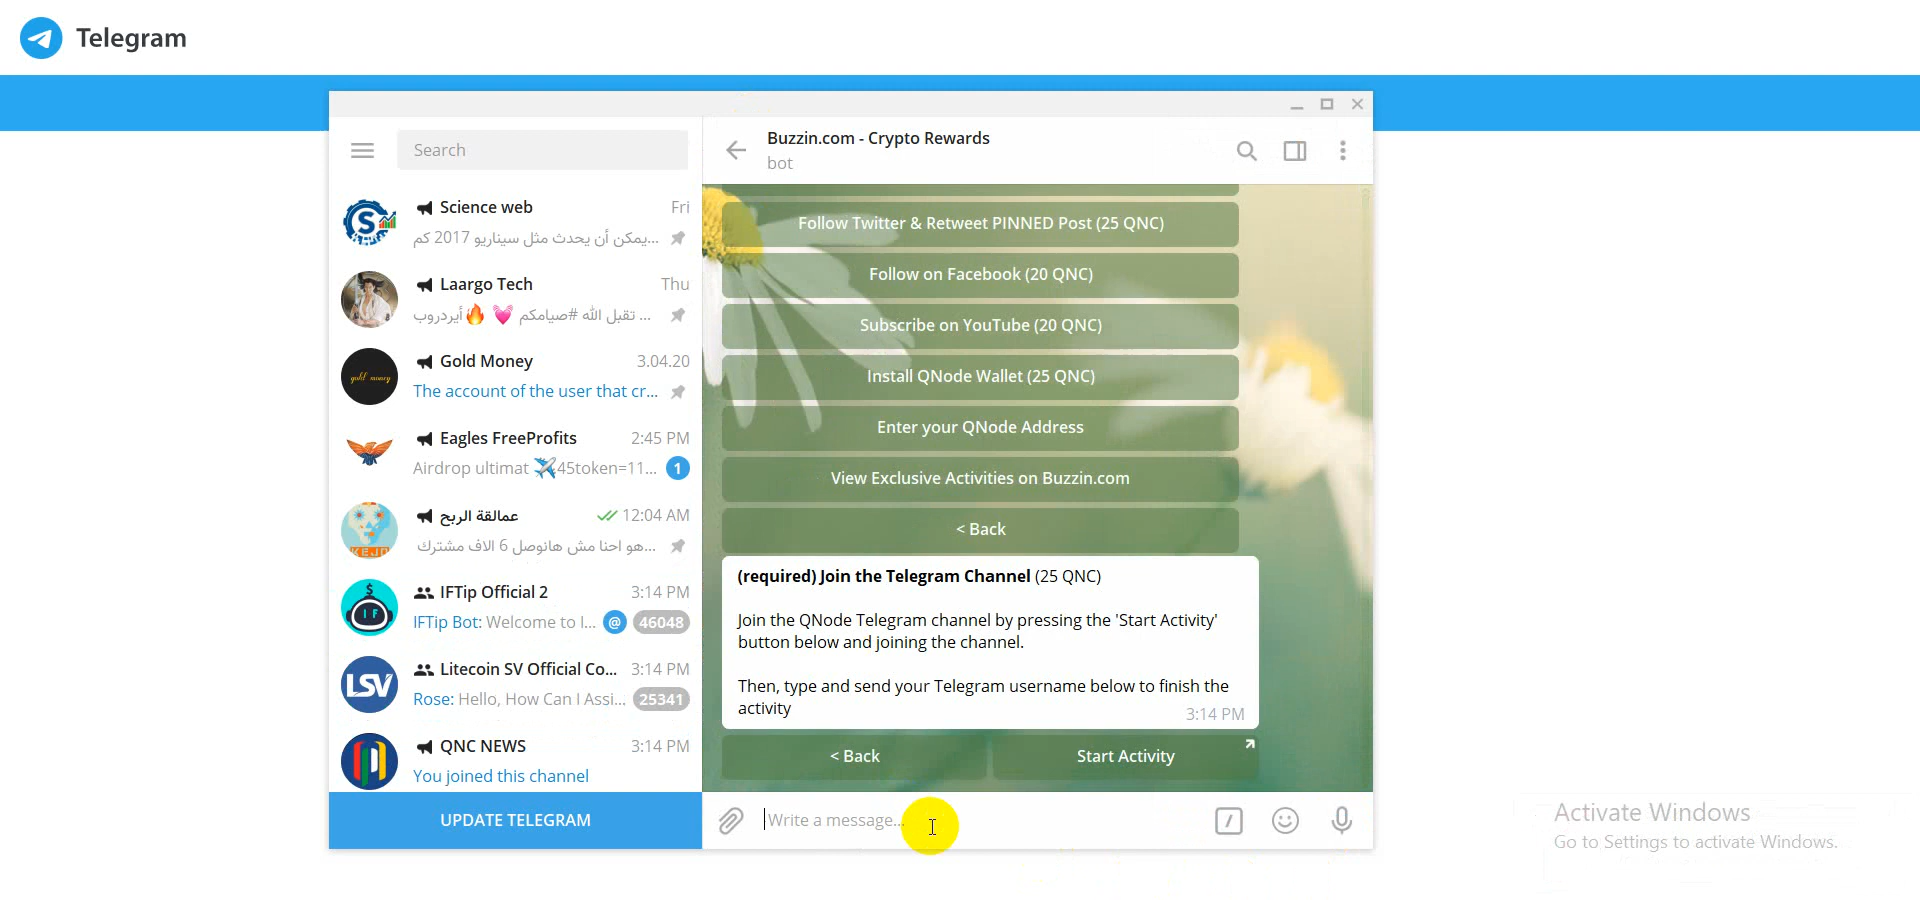 Telegram
Search
Science web
Fri
يمكن أن يحدث مثل سيناريو 2017 كم...
Laargo Tech
Thu
... تقبل الله #صيامكم 💓 🔥أيردروب
Gold Money
3.04.20
The account of the user that cr...
gold money
Eagles FreeProfits
2:45 PM
Airdrop ultimat ✈️45token=11...
1
عمالقة الربح
12:04 AM
هو احنا مش هانوصل 6 الاف مشترك...
KEJD
IFTip Official 2
3:14 PM
IFTip Bot: Welcome to I...
@
46048
IF
Litecoin SV Official Co...
3:14 PM
Rose: Hello, How Can I Assi...
25341
LSV
QNC NEWS
3:14 PM
You joined this channel
UPDATE TELEGRAM
Buzzin.com - Crypto Rewards
bot
Follow Twitter & Retweet PINNED Post (25 QNC)
Follow on Facebook (20 QNC)
Subscribe on YouTube (20 QNC)
Install QNode Wallet (25 QNC)
Enter your QNode Address
View Exclusive Activities on Buzzin.com
< Back
(required) Join the Telegram Channel (25 QNC)
Join the QNode Telegram channel by pressing the 'Start Activity'
button below and joining the channel.
Then, type and send your Telegram username below to finish the
activity
3:14 PM
< Back
Start Activity
Write a message...
Activate Windows
Go to Settings to activate Windows.